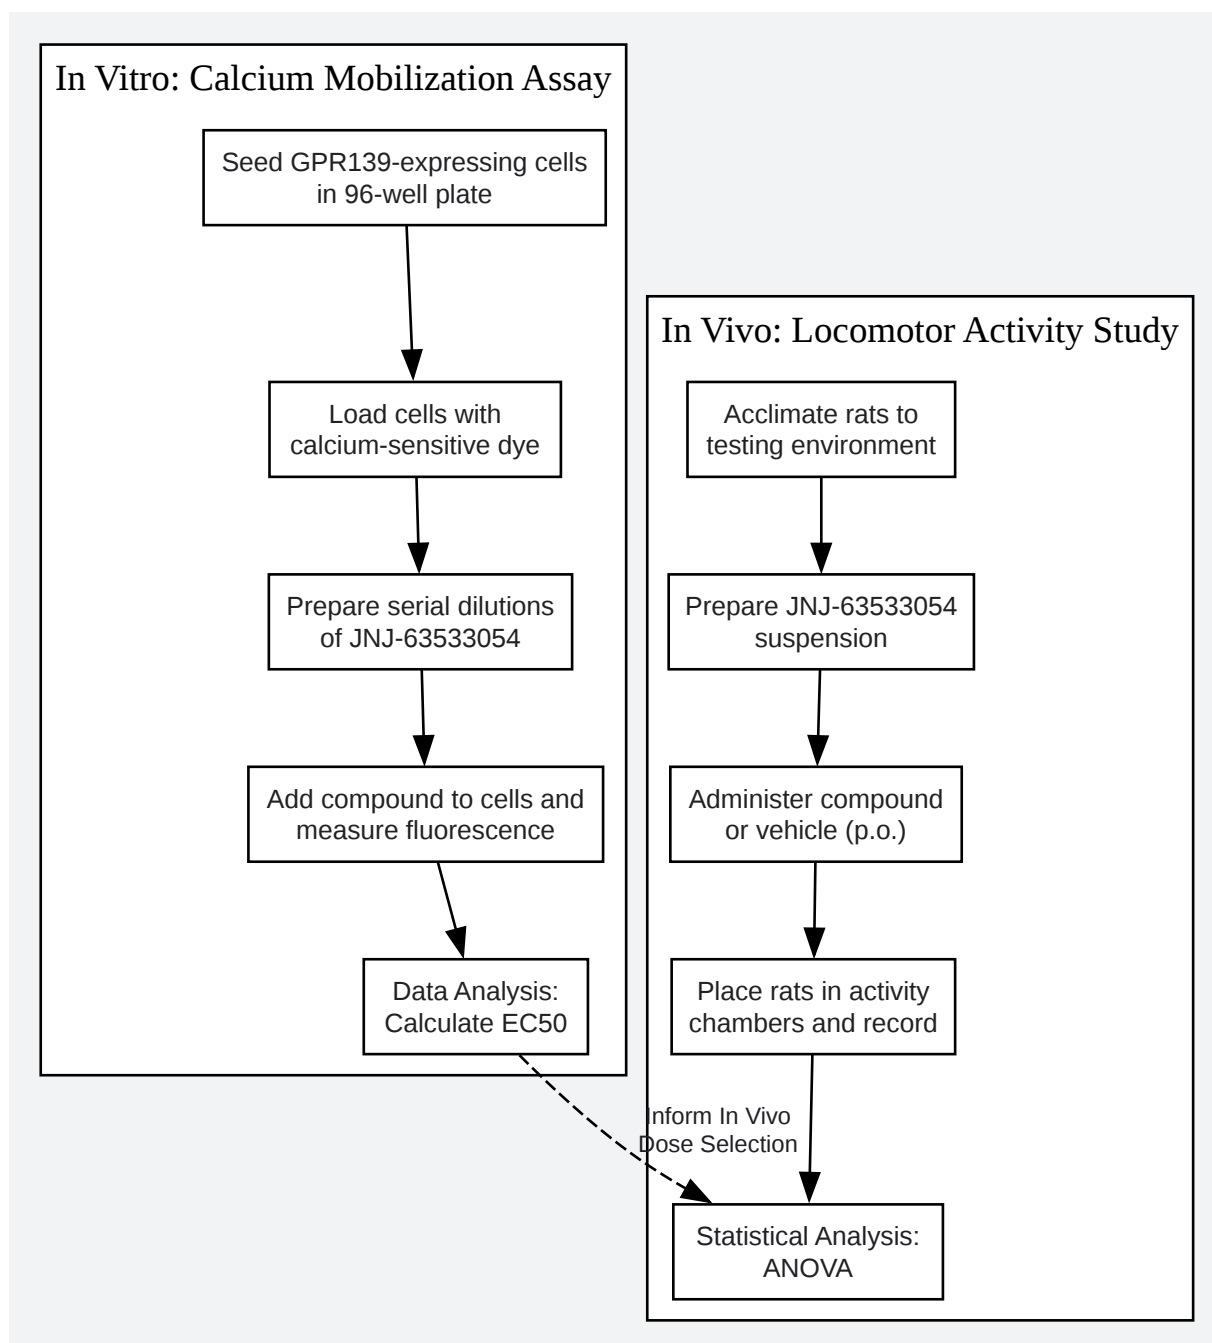 In Vitro: Calcium Mobilization Assay
Seed GPR139-expressing cells
in 96-well plate
Load cells with
calcium-sensitive dye
Prepare serial dilutions
of JNJ-63533054
Add compound to cells and
measure fluorescence
Data Analysis:
Calculate EC50
Inform In Vivo
Dose Selection
In Vivo: Locomotor Activity Study
Acclimate rats to
testing environment
Prepare JNJ-63533054
suspension
Administer compound
or vehicle (p.o.)
Place rats in activity
chambers and record
Statistical Analysis:
ANOVA